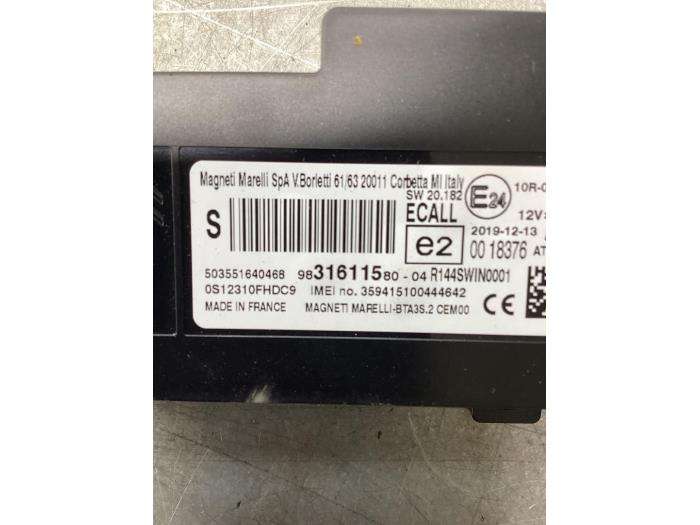 Magneti Marelli SpA V.Borletti 61/63 20011 Corbetta MI Italy
SW 20.182
E24
10R-0
S
ECALL
12V
2019-12-13
e2
00 18376 AT
503551640468 9831611580 - 04 R144SWIN0001
0S12310FHDC9 IMEI no. 359415100444642
MADE IN FRANCE MAGNETI MARELLI-BTA3S.2 CEM00
CE